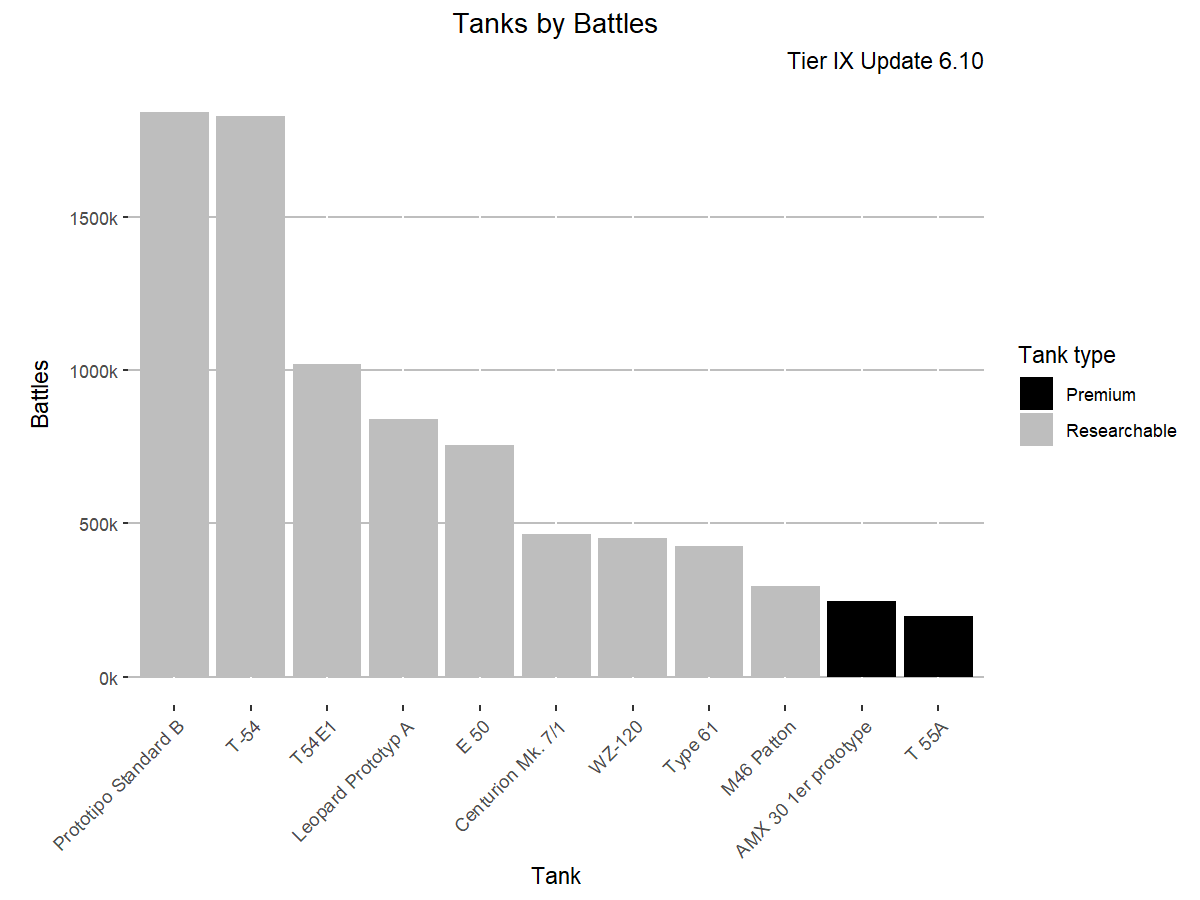 Tanks by Battles
Tier IX Update 6.10
Battles
1500k
1000k
500k
0k
Prototipo Standard B
T-54
T54E1
Leopard Prototyp A
E 50
Centurion Mk. 7/1
WZ-120
Type 61
M46 Patton
AMX 30 1er prototype
T 55A
Tank
Tank type
Premium
Researchable